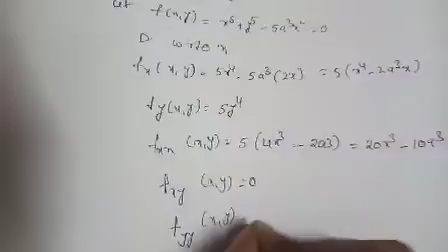 Let f(x,y) = x⁵ + y⁵ - 5a³x² = 0
D w.r.to x
fx (x,y) = 5x⁴ - 5a³(2x) = 5(x⁴ - 2a³x)
fy(x,y) = 5y⁴
fxx (x,y) = 5(4x³ - 2a3) = 20x³ - 10a³
fxy (x,y) = 0
fyy (x,y)